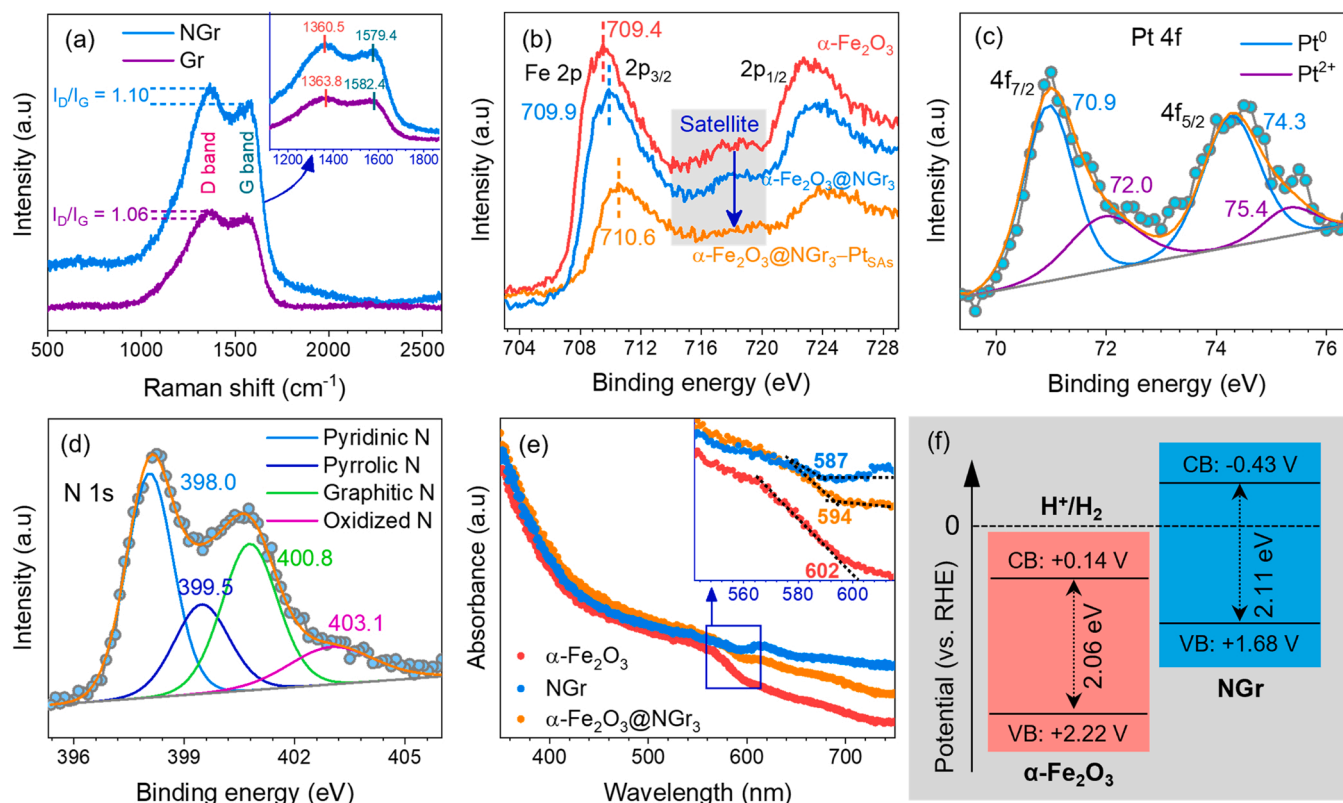 (a)
NGr
Gr
I_D/I_G = 1.10
I_D/I_G = 1.06
D band
G band
1360.5
1579.4
1363.8
1582.4
1200 1400 1600 1800
500 1000 1500 2000 2500
Raman shift (cm⁻¹)
Intensity (a.u)
(b)
709.4
α-Fe₂O₃
Fe 2p
2p₃/₂
2p₁/₂
709.9
Satellite
α-Fe₂O₃@NGr₃
710.6
α-Fe₂O₃@NGr₃–Pt_SAs
704 708 712 716 720 724 728
Binding energy (eV)
Intensity (a.u)
(c)
Pt 4f
Pt⁰
Pt²⁺
4f₇/₂
70.9
4f₅/₂
74.3
72.0
75.4
70 72 74 76
Binding energy (eV)
Intensity (a.u)
(d)
Pyridinic N
Pyrrolic N
Graphitic N
Oxidized N
N 1s
398.0
399.5
400.8
403.1
396 399 402 405
Binding energy (eV)
Intensity (a.u)
(e)
587
594
602
560 580 600
α-Fe₂O₃
NGr
α-Fe₂O₃@NGr₃
400 500 600 700
Wavelength (nm)
Absorbance (a.u)
(f)
CB: -0.43 V
H⁺/H₂
0
CB: +0.14 V
2.11 eV
2.06 eV
VB: +1.68 V
NGr
VB: +2.22 V
α-Fe₂O₃
Potential (vs. RHE)